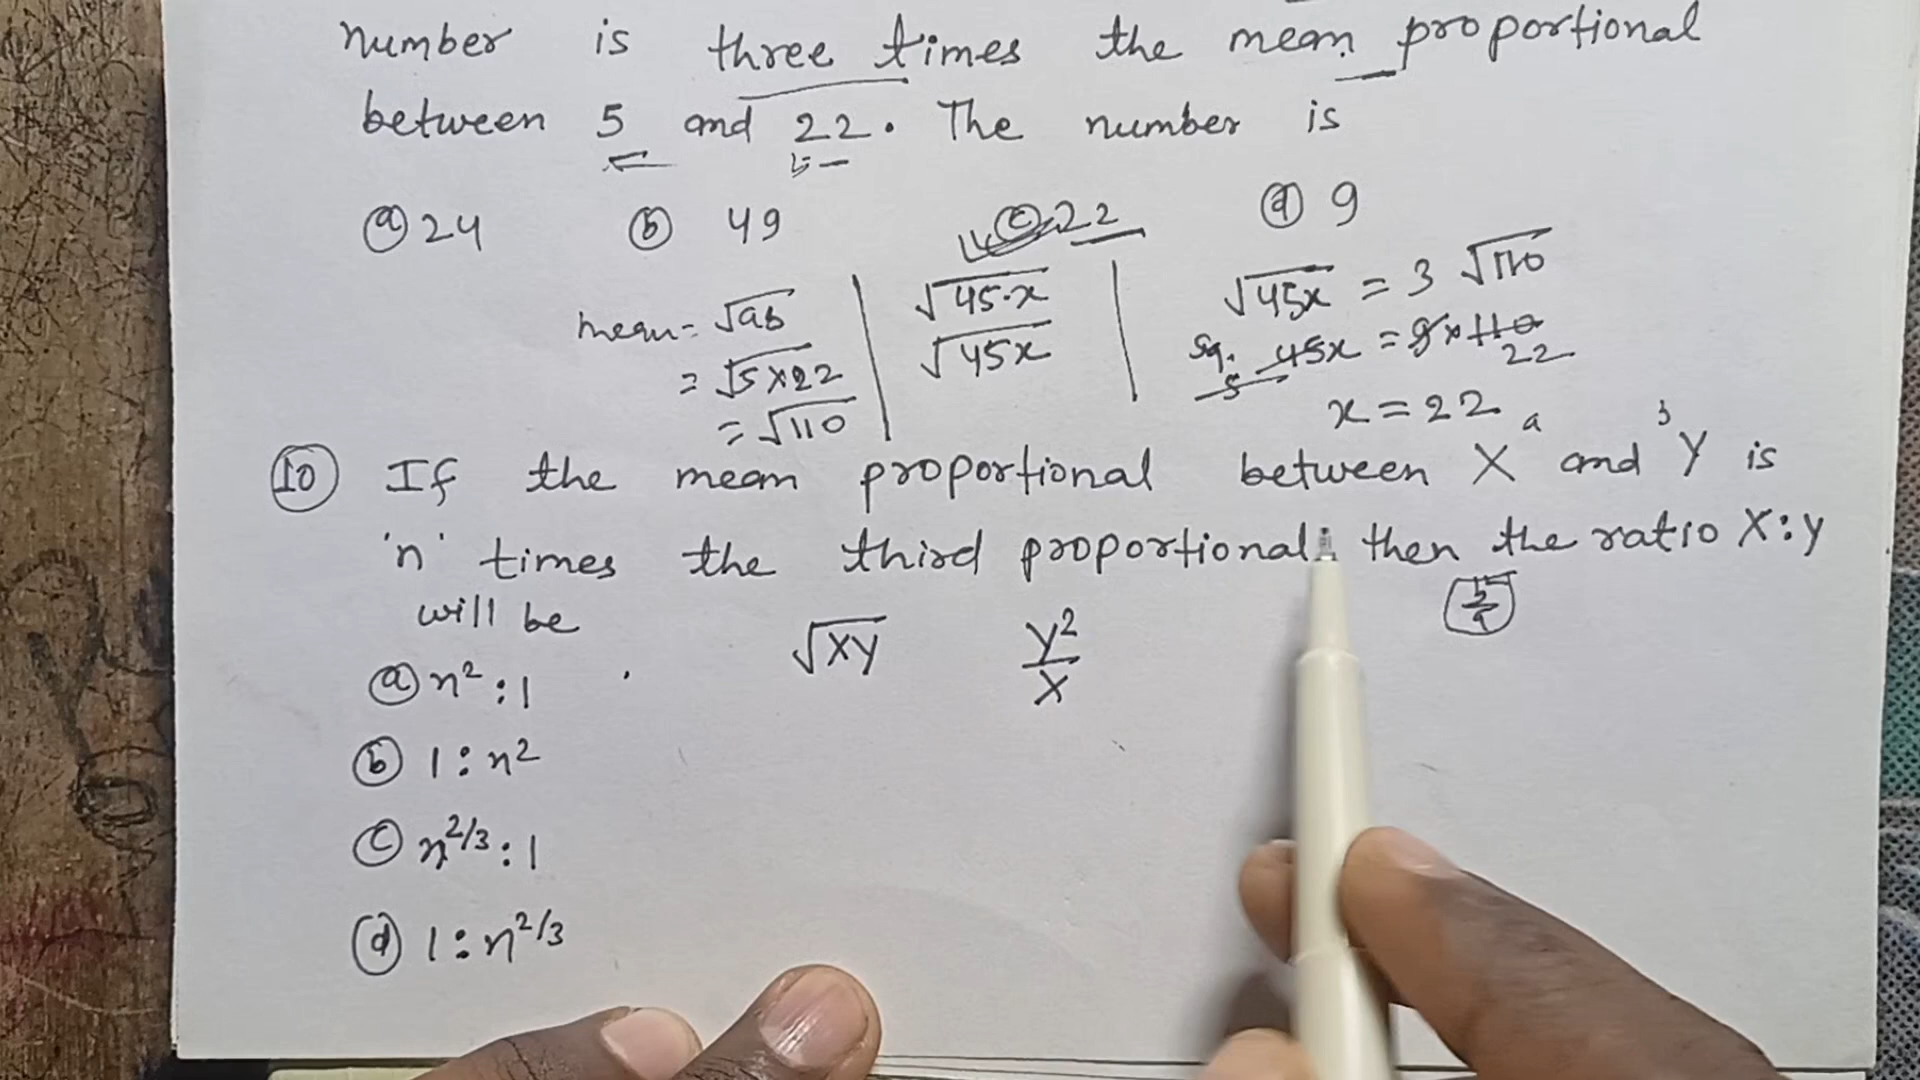 number is three times the mean proportional
between 5 and 22. The number is
(a) 24 (b) 49 (c) 22 (d) 9
mean = √ab
= √5×22
= √110
√45·x
√45x
√45x = 3√110
Sq. 45x = 9×110
5 22
x = 22
a b
(10) If the mean proportional between X and Y is
'n' times the third proportional, then the ratio X:Y
will be
√XY Y²/X
(a) n² : 1
(b) 1 : n²
(c) n^2/3 : 1
(d) 1 : n^2/3